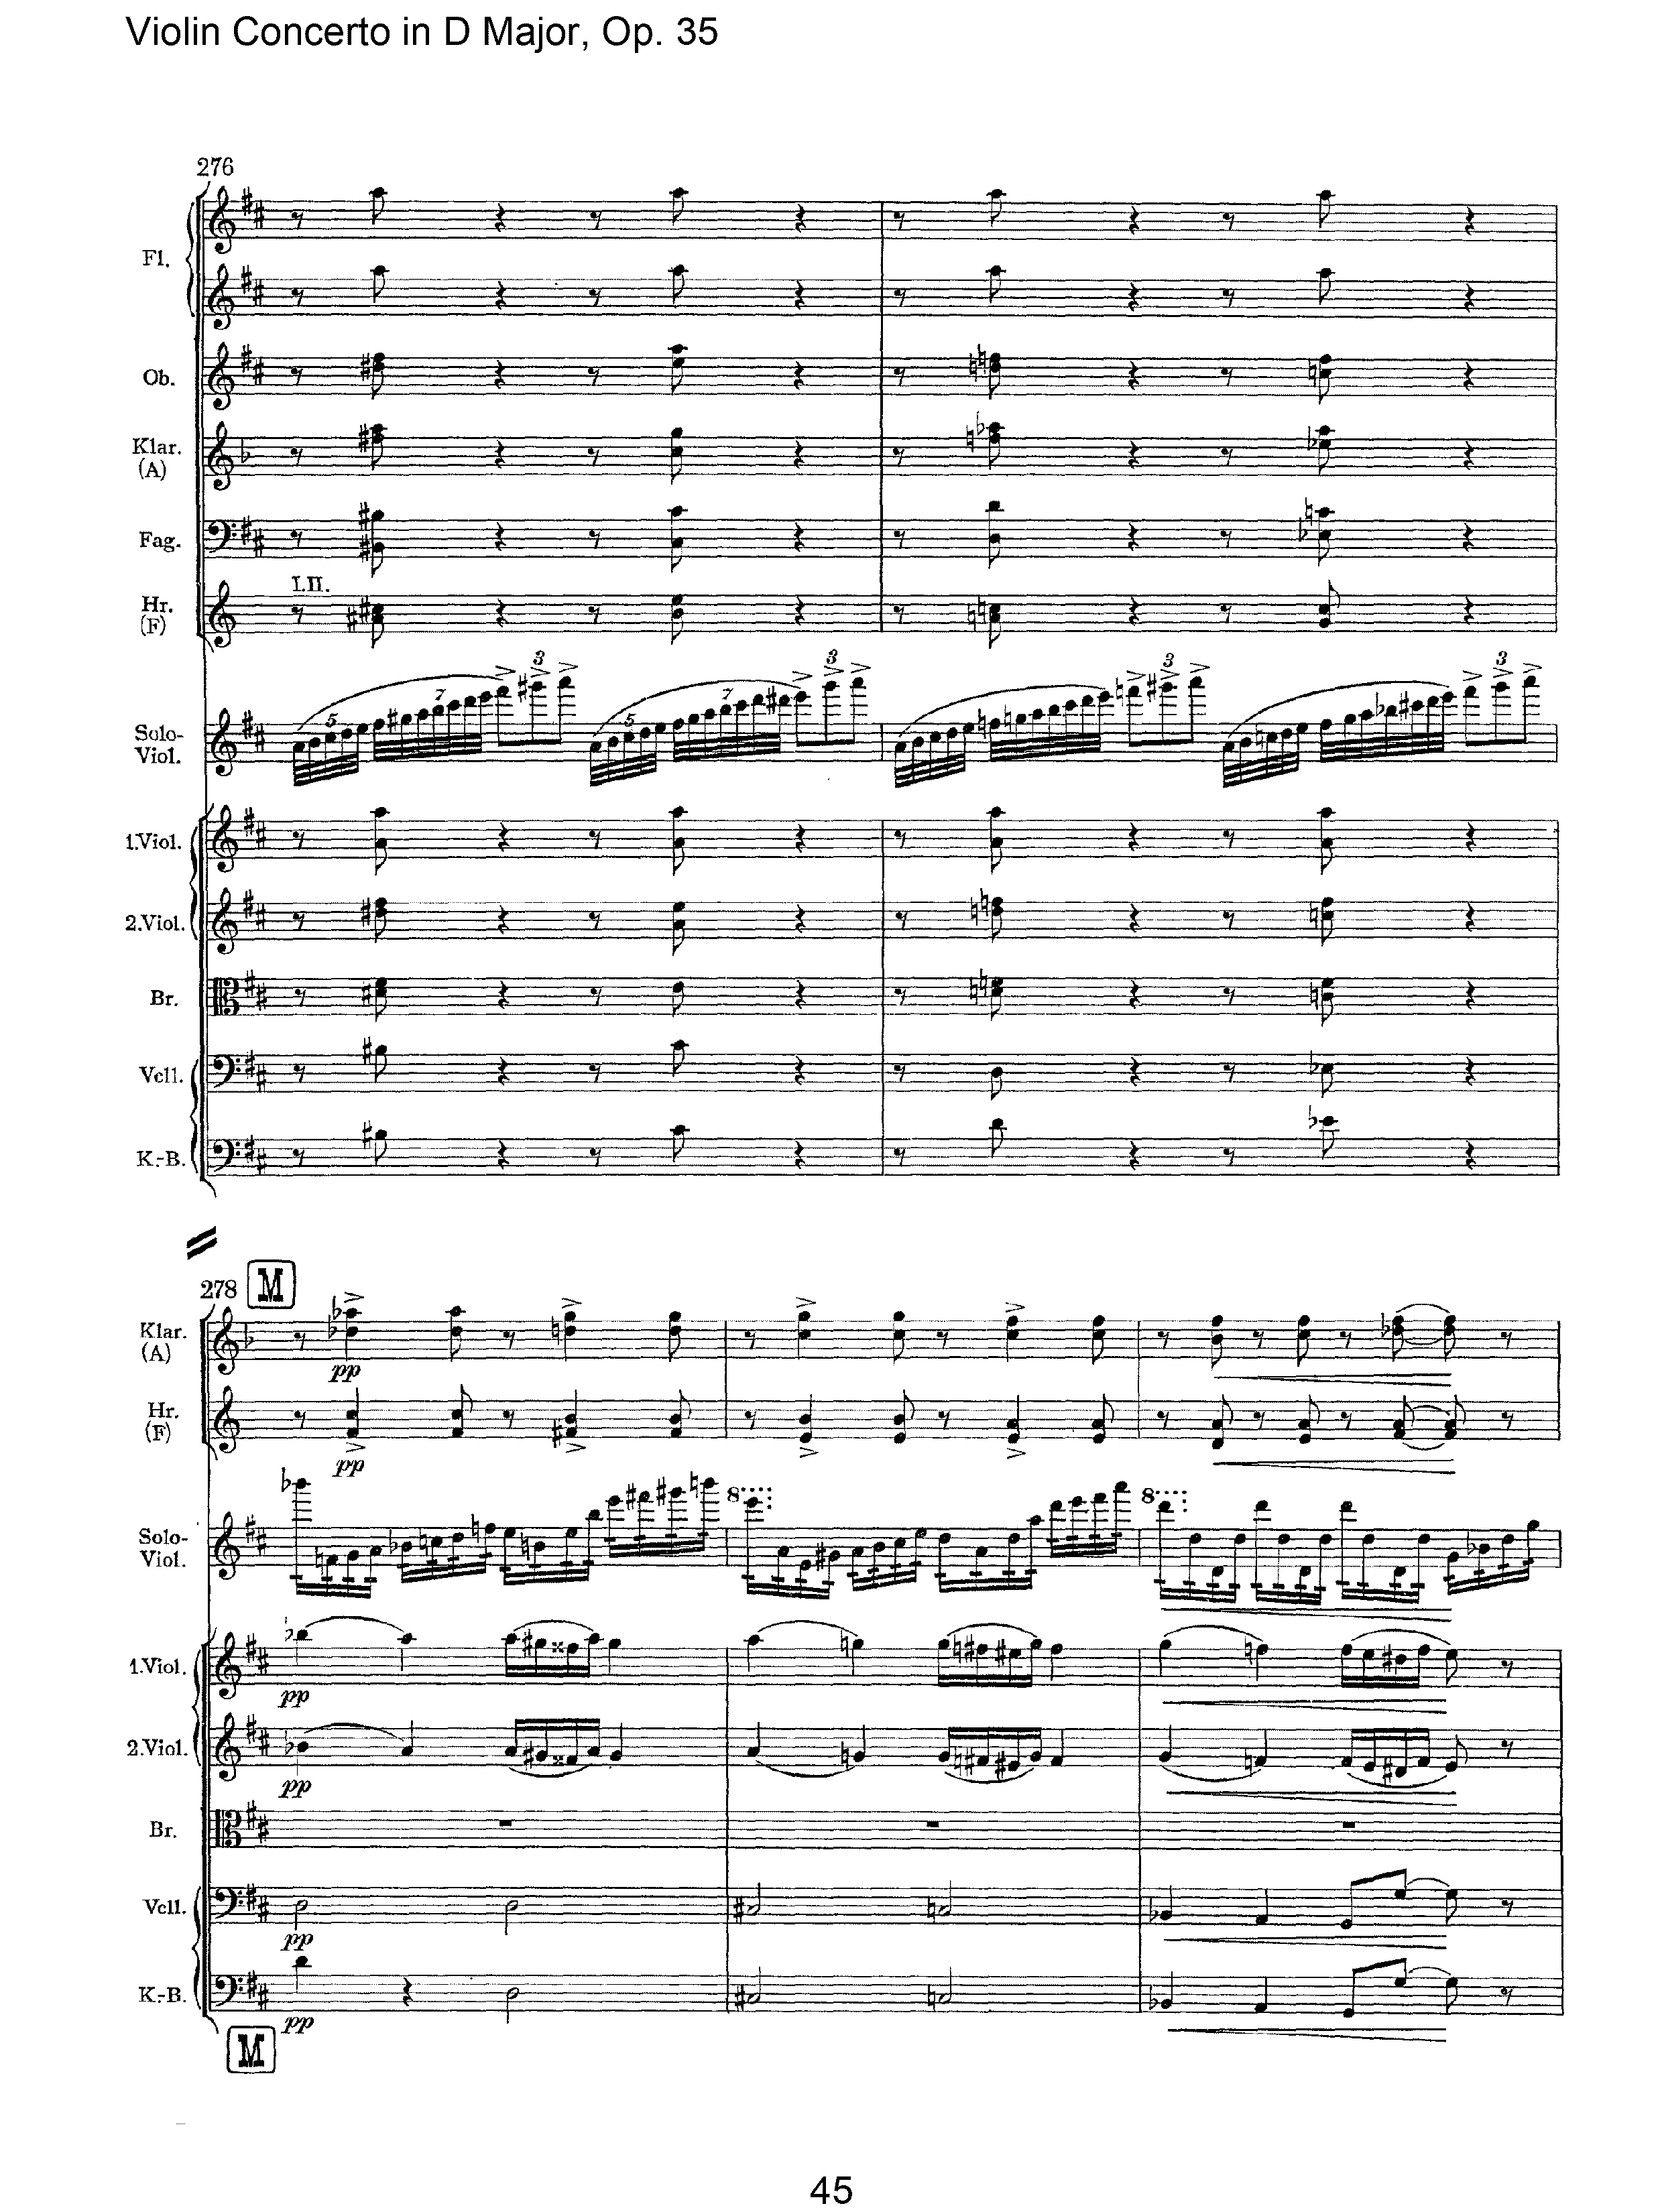 Violin Concerto in D Major, Op. 35
276
Fl.
Ob.
Klar.
(A)
Fag.
I.II.
Hr.
(F)
3 3 3 3
5 7 5 7
Solo-
Viol.
1.Viol.
2.Viol.
Br.
Vcll.
K.-B.
278 M
Klar.
(A)
pp
Hr.
(F)
pp
8.... 8....
Solo-
Viol.
1.Viol.
pp
2.Viol.
pp
Br.
Vcll.
pp
K.-B.
pp
M
45